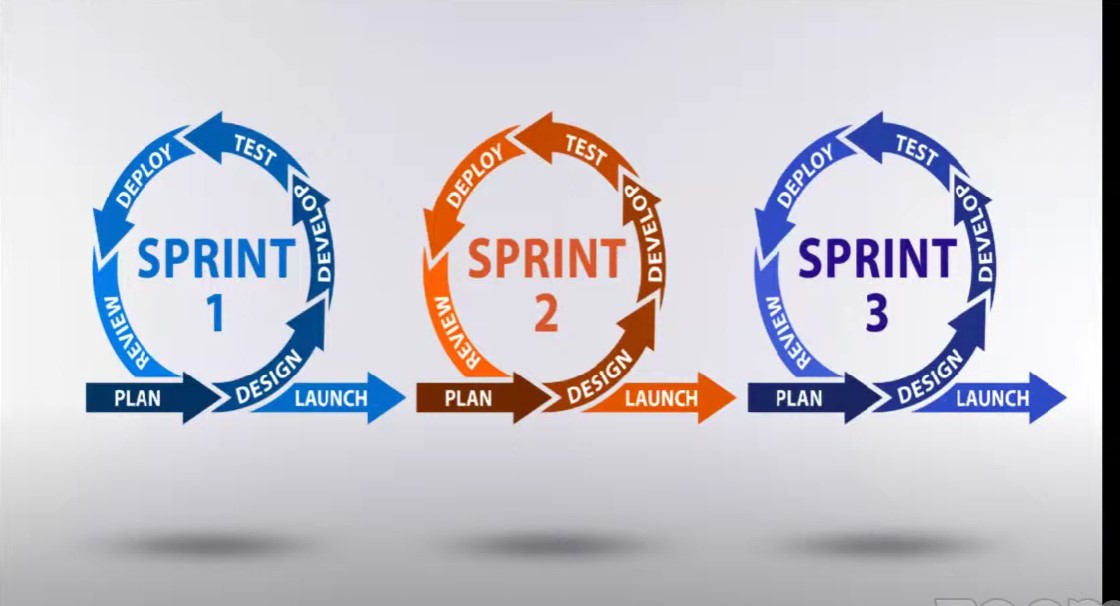 SPRINT
1
PLAN
DESIGN
DEVELOP
TEST
DEPLOY
REVIEW
LAUNCH
SPRINT
2
PLAN
DESIGN
DEVELOP
TEST
DEPLOY
REVIEW
LAUNCH
SPRINT
3
PLAN
DESIGN
DEVELOP
TEST
DEPLOY
REVIEW
LAUNCH